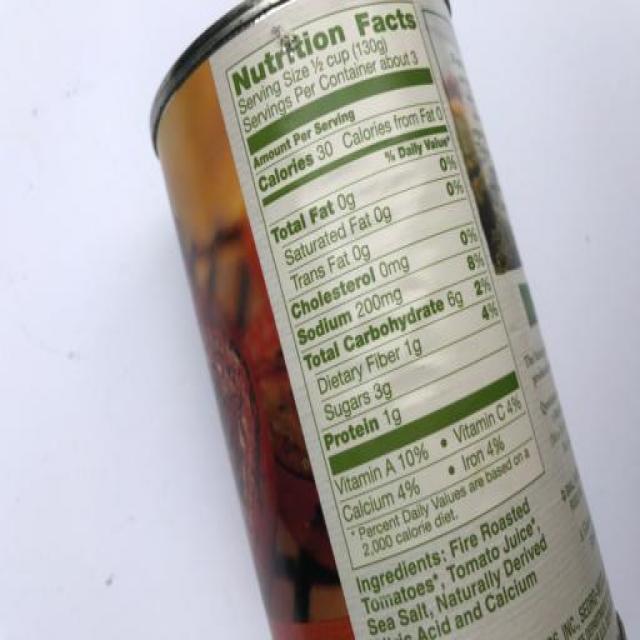 Nutrition Facts
Serving Size ½ cup (130g)
Servings Per Container about 3
Amount Per Serving
Calories 30 Calories from Fat 0
% Daily Value*
Total Fat 0g 0%
Saturated Fat 0g 0%
Trans Fat 0g
Cholesterol 0mg 0%
Sodium 200mg 8%
Total Carbohydrate 6g 2%
Dietary Fiber 1g 4%
Sugars 3g
Protein 1g
Vitamin A 10% • Vitamin C 4%
Calcium 4% • Iron 4%
* Percent Daily Values are based on a
2,000 calorie diet.
Ingredients: Fire Roasted
Tomatoes*, Tomato Juice*,
Sea Salt, Naturally Derived
Acid and Calcium